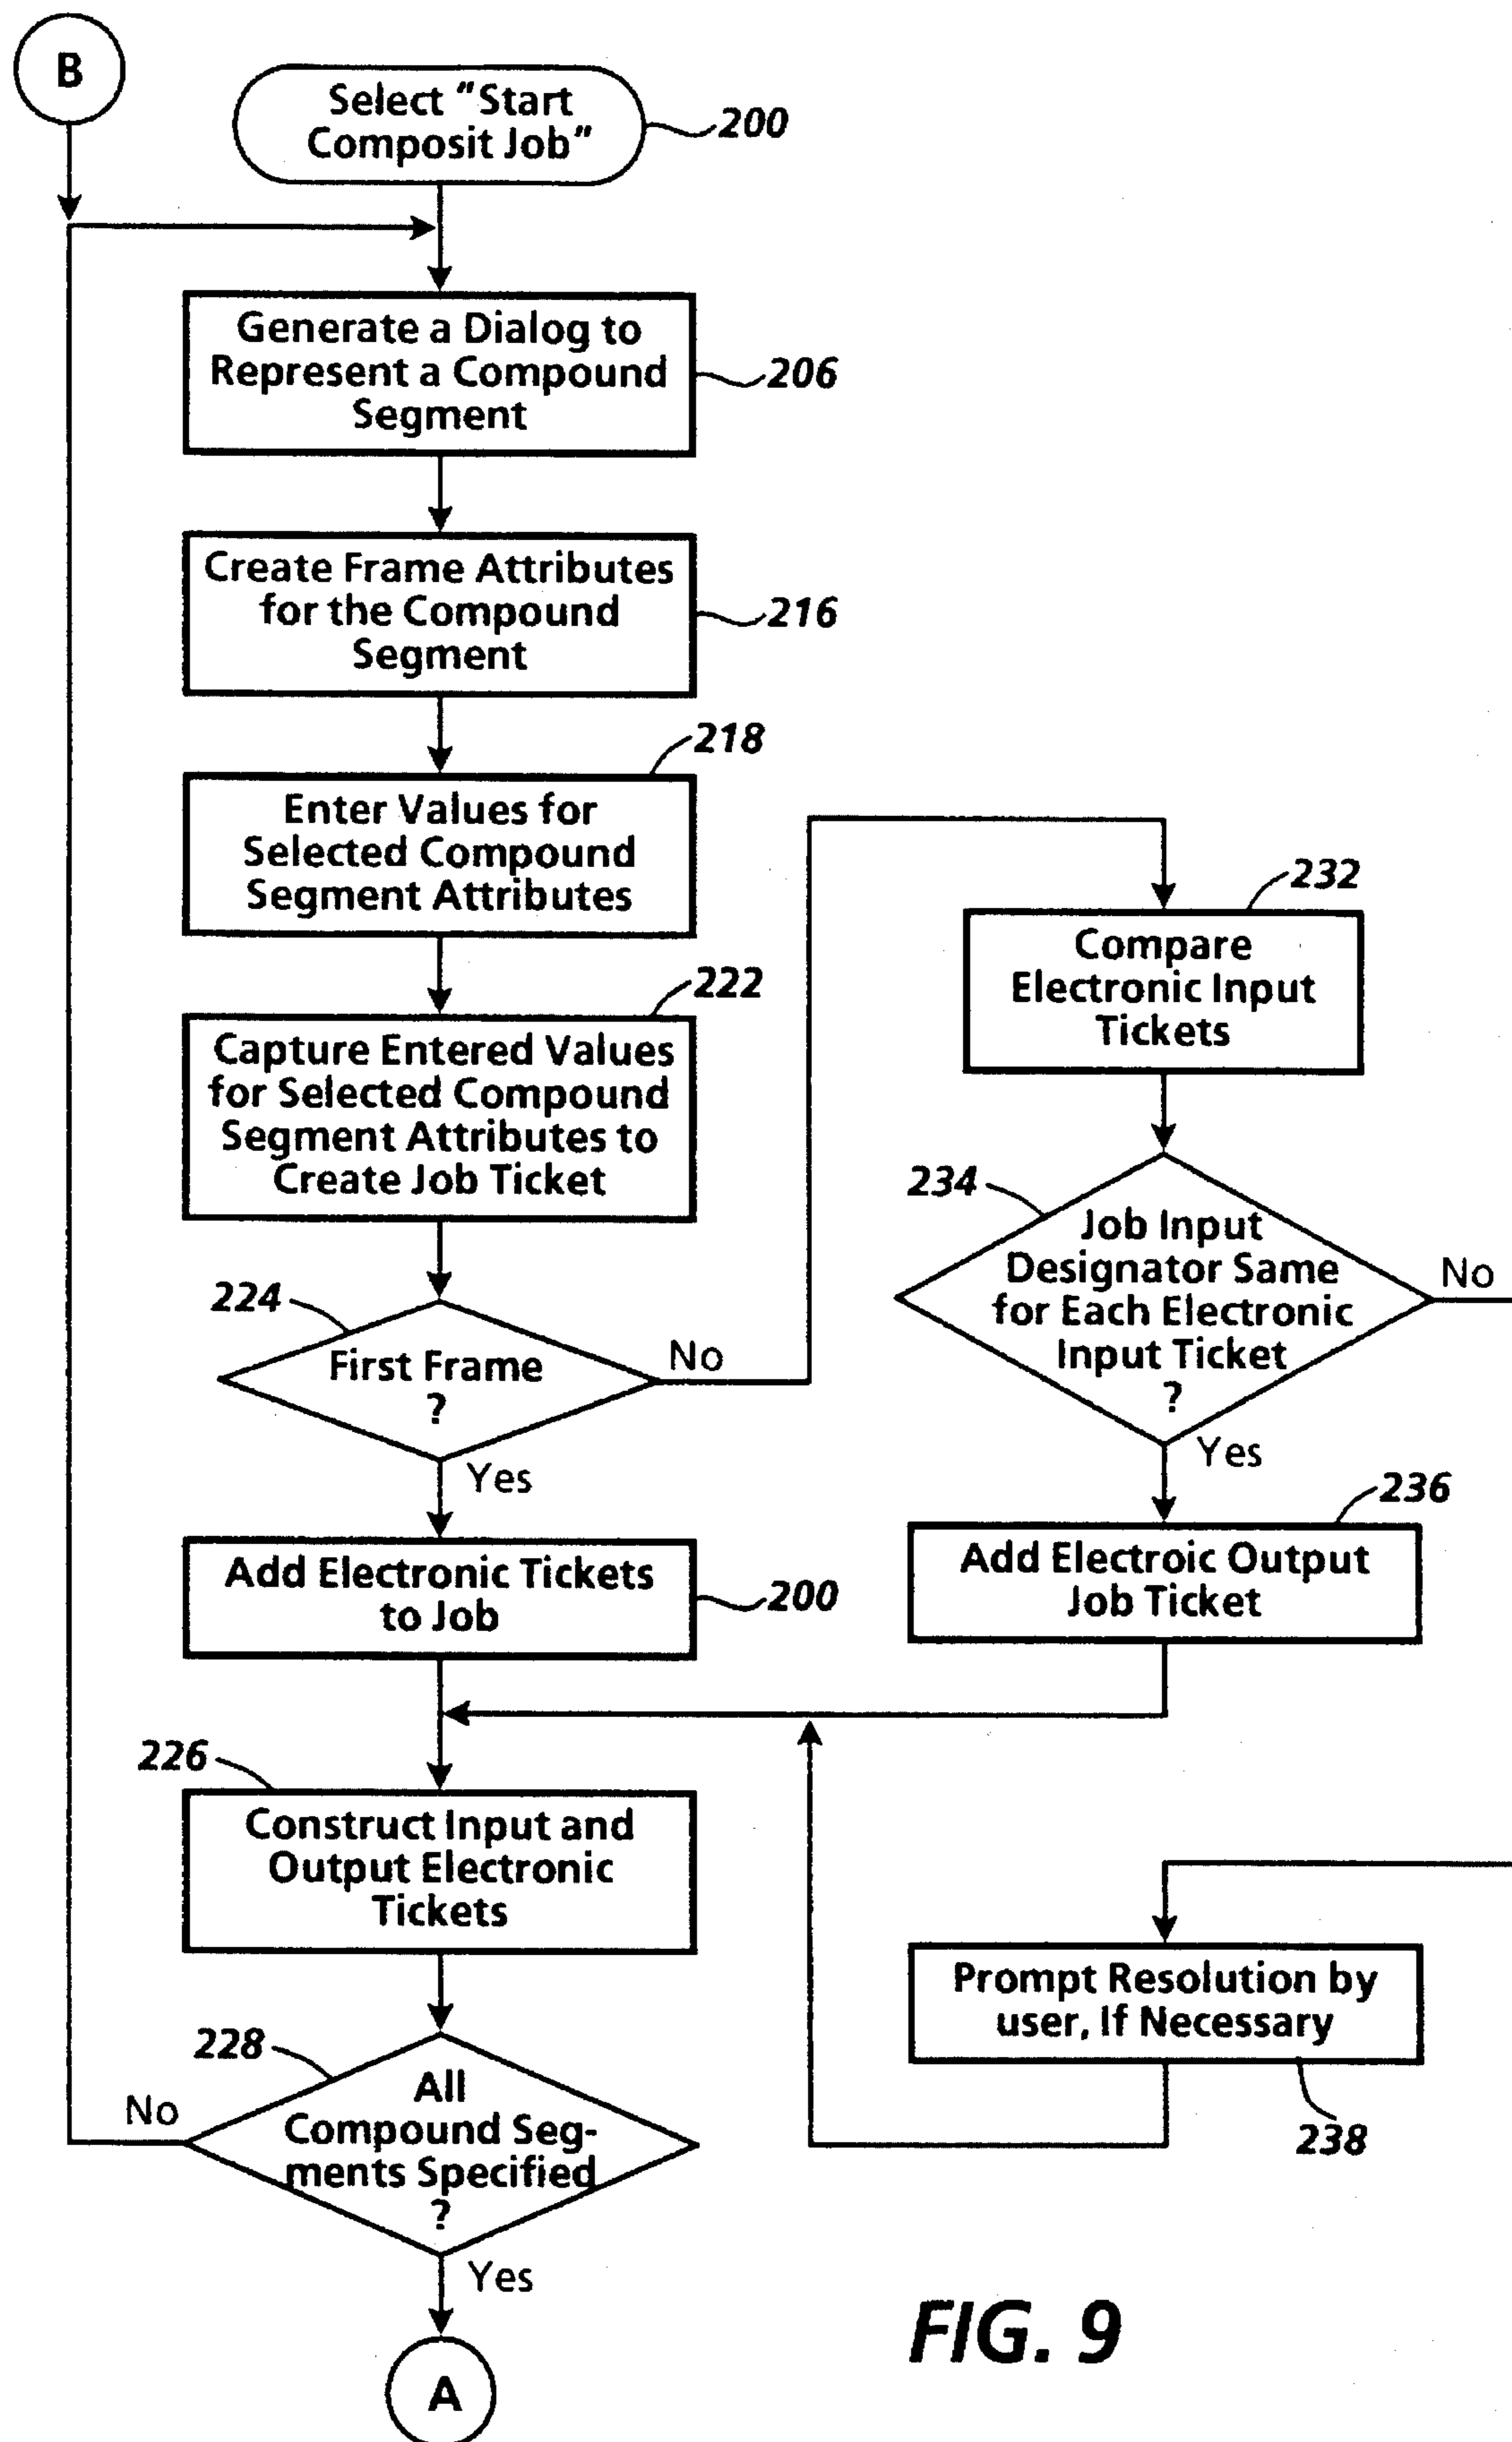 B
Select "Start
Composit Job"
200
Generate a Dialog to
Represent a Compound
Segment
206
Create Frame Attributes
for the Compound
Segment
216
218
Enter Values for
Selected Compound
Segment Attributes
222
Capture Entered Values
for Selected Compound
Segment Attributes to
Create Job Ticket
224
First Frame
?
No
Yes
Add Electronic Tickets
to Job
200
226
Construct Input and
Output Electronic
Tickets
228
All
Compound Seg-
ments Specified
?
No
Yes
A
232
Compare
Electronic Input
Tickets
234
Job Input
Designator Same
for Each Electronic
Input Ticket
?
No
Yes
236
Add Electroic Output
Job Ticket
Prompt Resolution by
user, If Necessary
238
FIG. 9